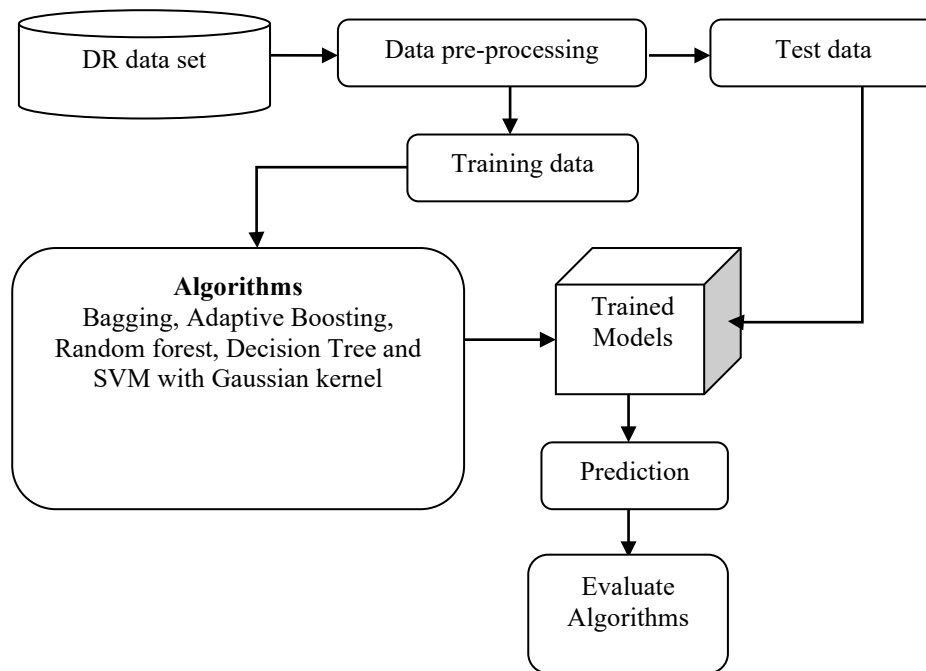 DR data set
Data pre-processing
Test data
Training data
Algorithms
Bagging, Adaptive Boosting,
Random forest, Decision Tree and
SVM with Gaussian kernel
Trained
Models
Prediction
Evaluate
Algorithms